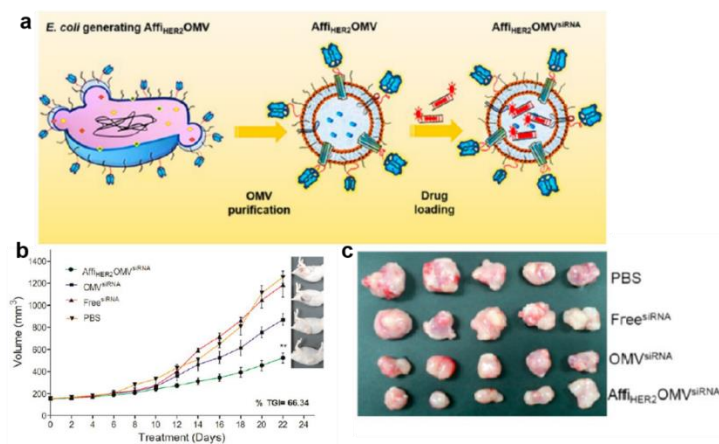 a
E. coli generating AffiHER2OMV
AffiHER2OMV
AffiHER2OMVsiRNA
OMV
purification
Drug
loading
b
AffiHER2OMVsiRNA
OMVsiRNA
FreesiRNA
PBS
Volume (mm3)
1400
1200
1000
800
600
400
200
0
**
% TGI= 66.34
0 2 4 6 8 10 12 14 16 18 20 22 24
Treatment (Days)
c
PBS
FreesiRNA
OMVsiRNA
AffiHER2OMVsiRNA